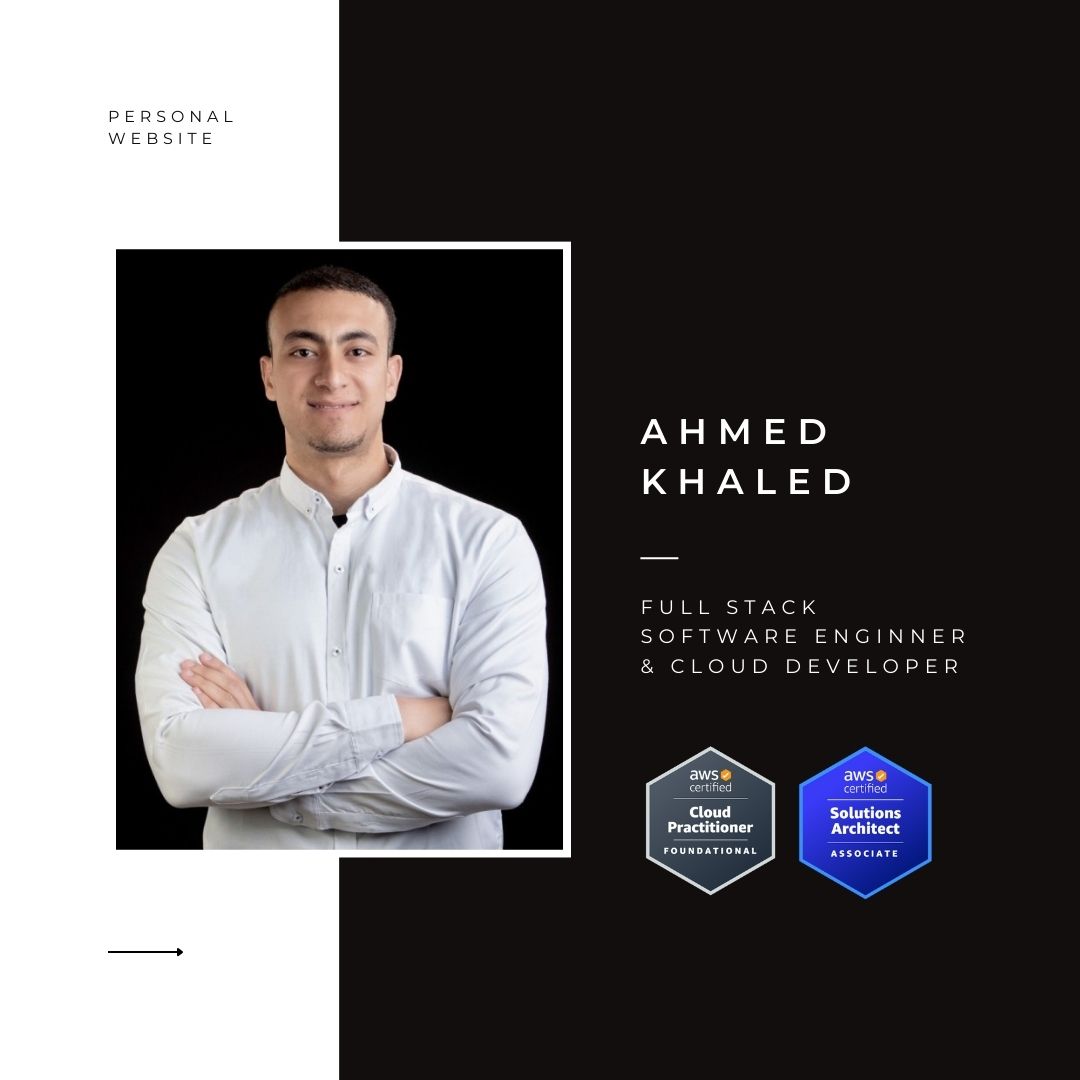 PERSONAL
WEBSITE
AHMED
KHALED
FULL STACK
SOFTWARE ENGINNER
& CLOUD DEVELOPER
aws
certified
Cloud
Practitioner
FOUNDATIONAL
aws
certified
Solutions
Architect
ASSOCIATE